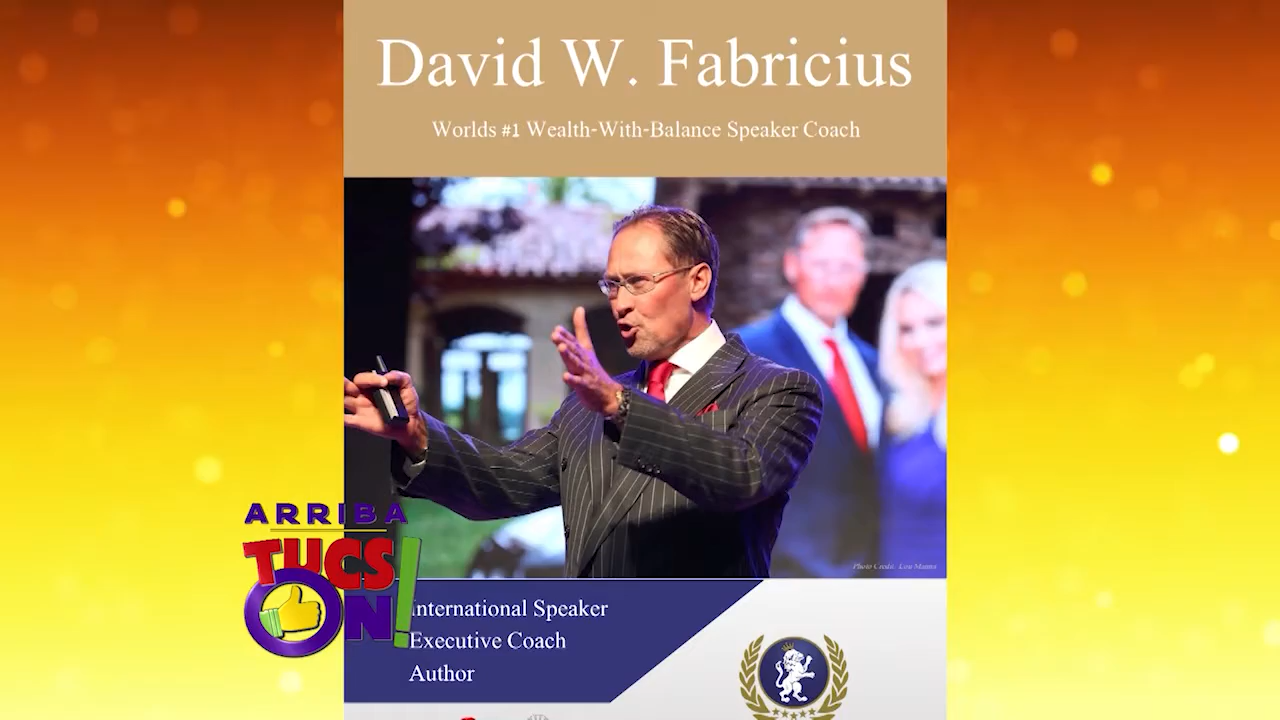 David W. Fabricius
Worlds #1 Wealth-With-Balance Speaker Coach
Photo Credit: Lou Manna
ARRIBA
TUCS
ON!
International Speaker
Executive Coach
Author